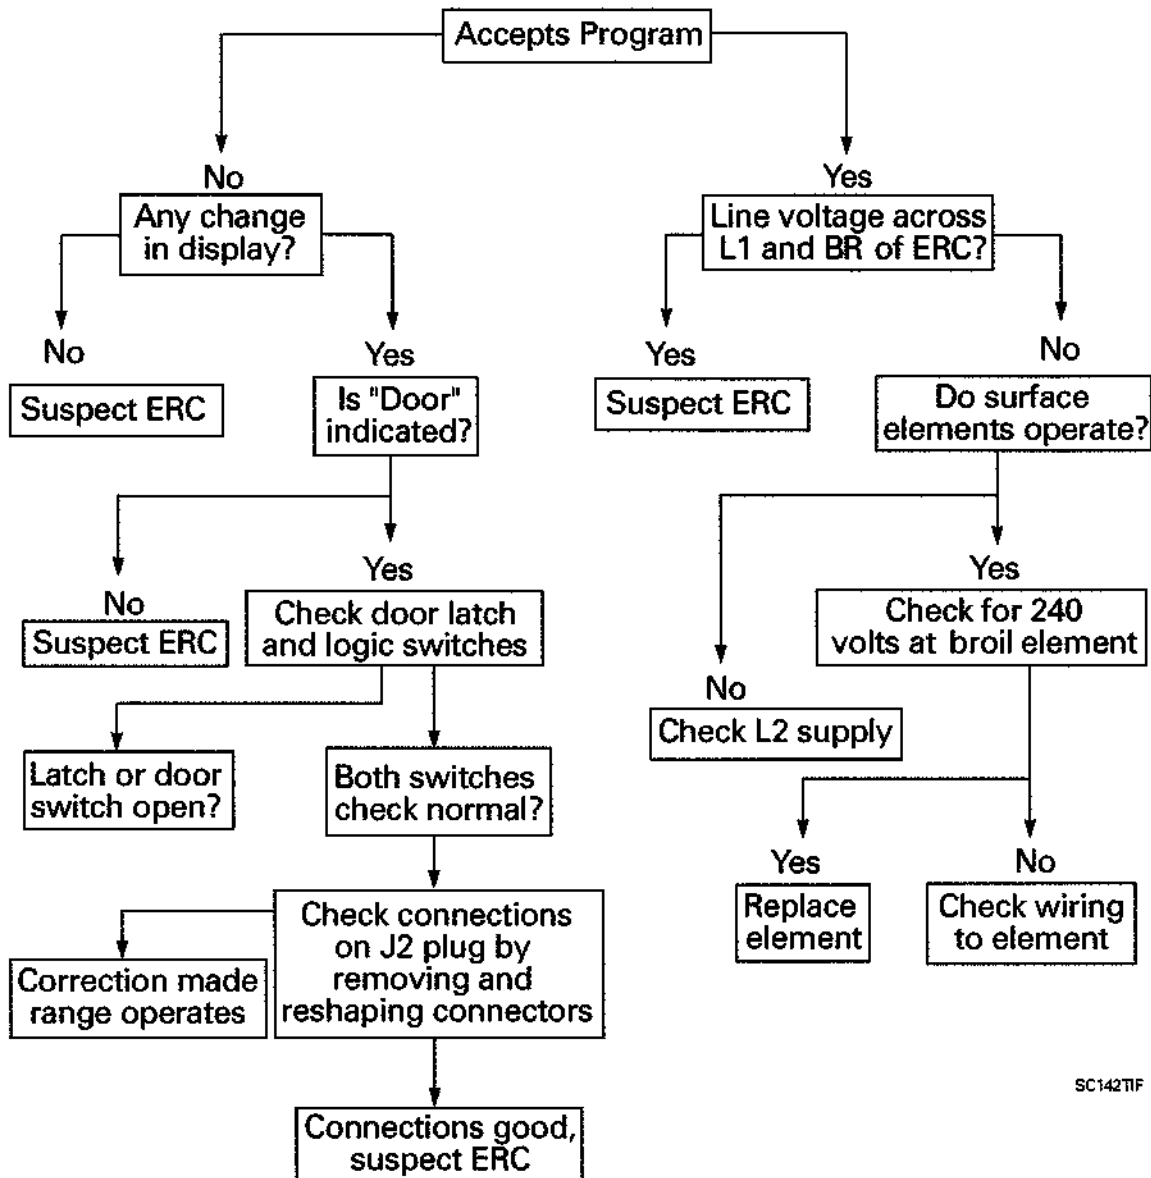 Accepts Program
No
Yes
Any change
in display?
Line voltage across
L1 and BR of ERC?
No
Yes
Yes
No
Suspect ERC
Is "Door"
indicated?
Suspect ERC
Do surface
elements operate?
No
Yes
Yes
Suspect ERC
Check door latch
and logic switches
Check for 240
volts at broil element
No
Check L2 supply
Latch or door
switch open?
Both switches
check normal?
Yes
No
Replace
element
Check wiring
to element
Check connections
on J2 plug by
removing and
reshaping connectors
Correction made
range operates
Connections good,
suspect ERC
SC142TIF